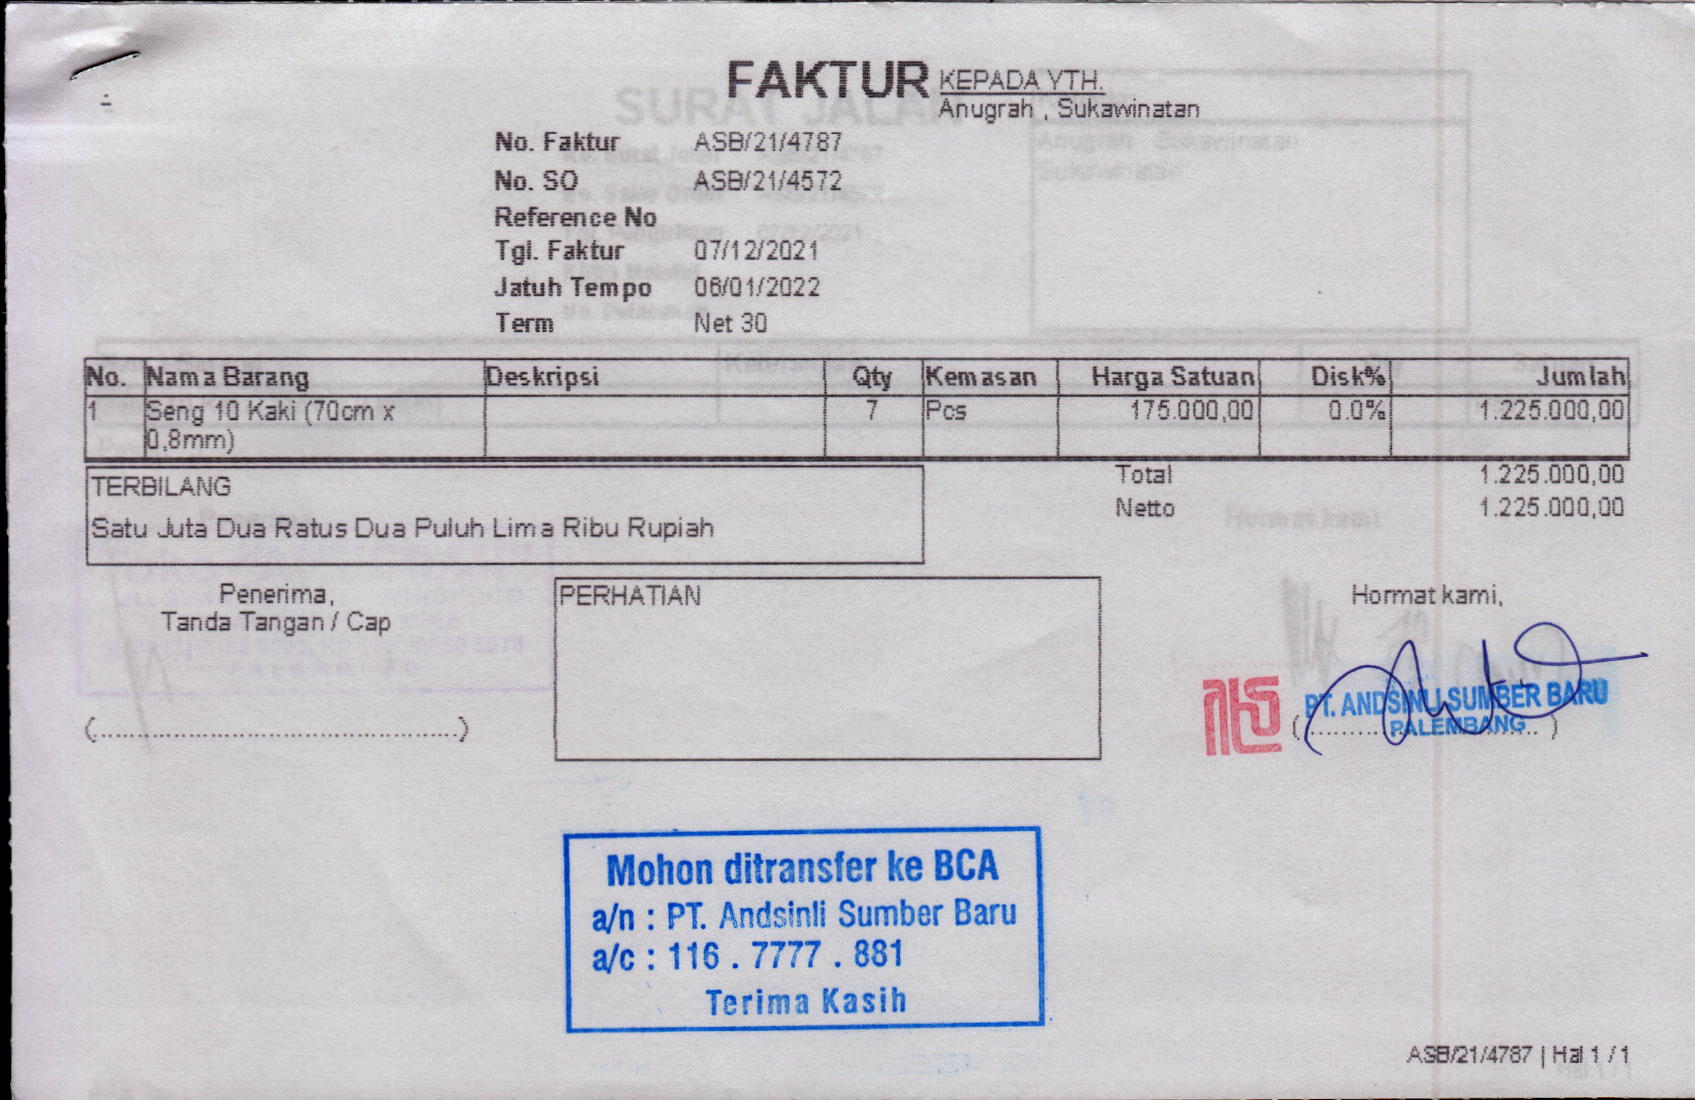 FAKTUR
KEPADA YTH.
Anugrah , Sukawinatan
No. Faktur ASB/21/4787
No. SO ASB/21/4572
Reference No
Tgl. Faktur 07/12/2021
Jatuh Tempo 06/01/2022
Term Net 30
No. Nama Barang Deskripsi Qty Kemasan Harga Satuan Disk% Jumlah
1 Seng 10 Kaki (70cm x 7 Pcs 175.000,00 0.0% 1.225.000,00
0,8mm)
Total 1.225.000,00
Netto 1.225.000,00
TERBILANG
Satu Juta Dua Ratus Dua Puluh Lima Ribu Rupiah
Penerima,
Tanda Tangan / Cap
(...............................................)
PERHATIAN
Hormat kami,
PT. ANDSINLI SUMBER BARU
PALEMBANG
Mohon ditransfer ke BCA
a/n : PT. Andsinli Sumber Baru
a/c : 116 . 7777 . 881
Terima Kasih
ASB/21/4787 | Hal 1 / 1